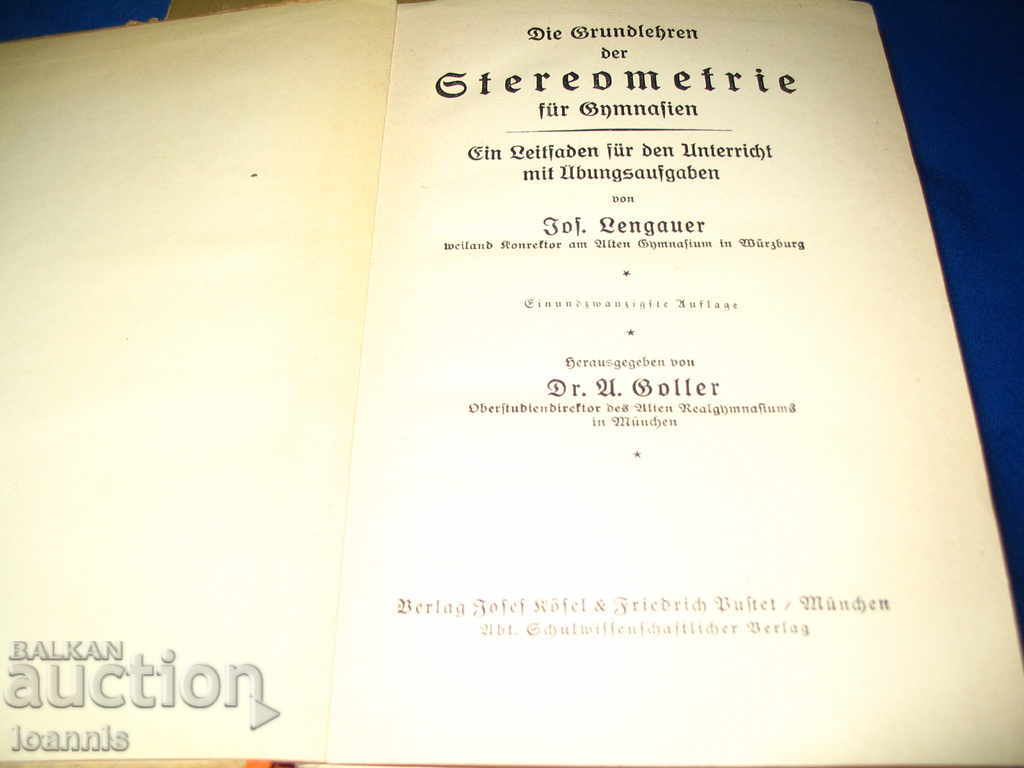 Die Grundlehren
der
Stereometrie
für Gymnasien
Ein Leitfaden für den Unterricht
mit Übungsaufgaben
von
Jos. Lengauer
weiland Konrektor am Alten Gymnasium in Würzburg
*
Einundzwanzigste Auflage
*
Herausgegeben von
Dr. A. Goller
Oberstudiendirektor des Alten Realgymnasiums
in München
*
Verlag Josef Kösel & Friedrich Pustet / München
Abt. Schulwissenschaftlicher Verlag
BALKAN
auction
Ioannis